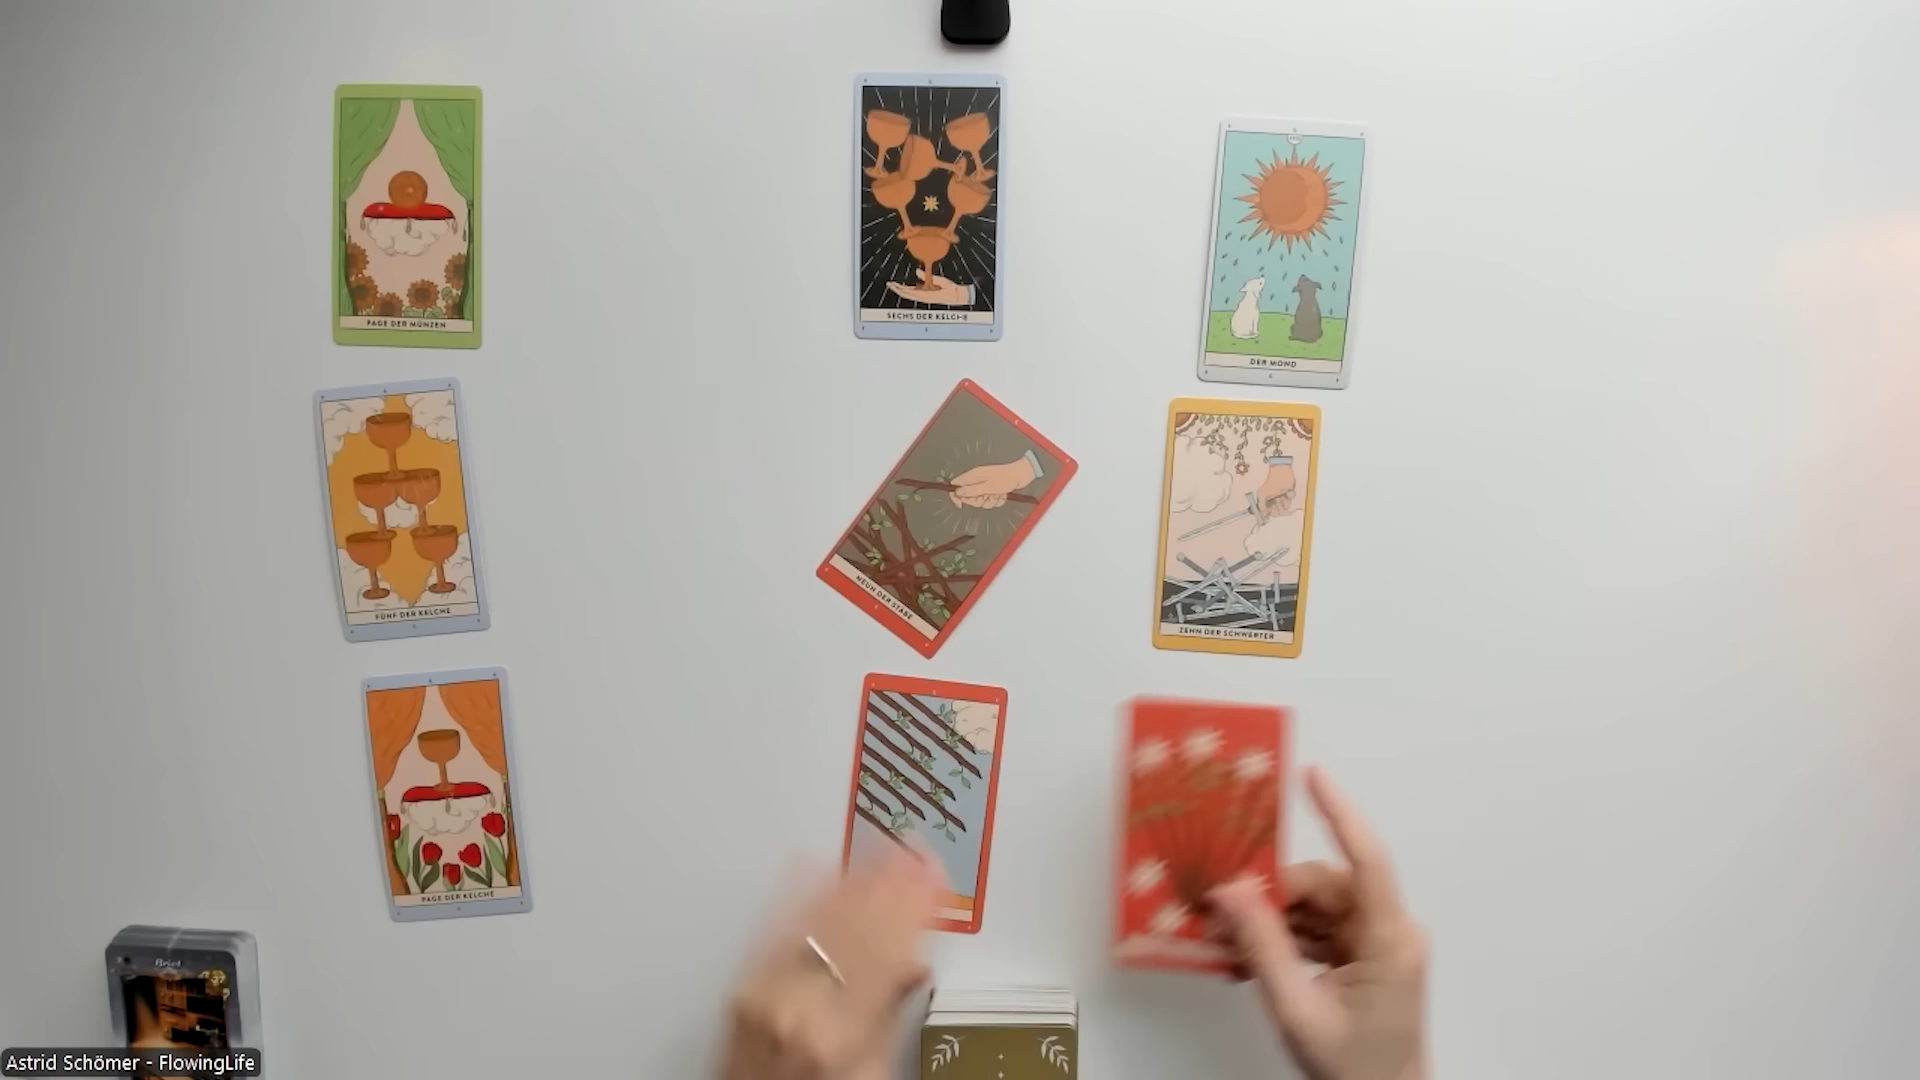 PAGE DER MÜNZEN
SECHS DER KELCHE
DER MOND
FÜNF DER KELCHE
NEUN DER STÄBE
ZEHN DER SCHWERTER
PAGE DER KELCHE
Brief
Astrid Schömer - FlowingLife